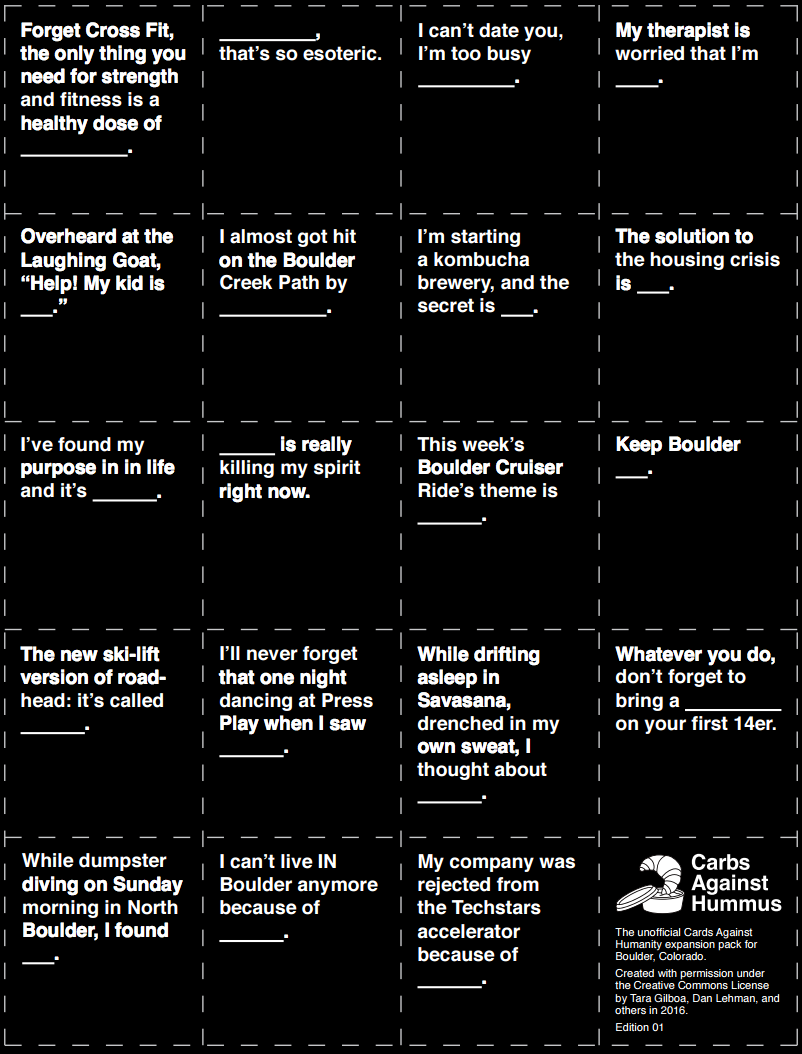 Forget Cross Fit,
the only thing you
need for strength
and fitness is a
healthy dose of
__________.
_________,
that’s so esoteric.
I can’t date you,
I’m too busy
_________.
My therapist is
worried that I’m
____.
Overheard at the
Laughing Goat,
“Help! My kid is
___.”
I almost got hit
on the Boulder
Creek Path by
__________.
I’m starting
a kombucha
brewery, and the
secret is ___.
The solution to
the housing crisis
is ___.
I’ve found my
purpose in in life
and it’s ______.
_____ is really
killing my spirit
right now.
This week’s
Boulder Cruiser
Ride’s theme is
______.
Keep Boulder
___.
The new ski-lift
version of road-
head: it’s called
______.
I’ll never forget
that one night
dancing at Press
Play when I saw
______.
While drifting
asleep in
Savasana,
drenched in my
own sweat, I
thought about
______.
Whatever you do,
don’t forget to
bring a _________
on your first 14er.
While dumpster
diving on Sunday
morning in North
Boulder, I found
___.
I can’t live IN
Boulder anymore
because of
______.
My company was
rejected from
the Techstars
accelerator
because of
______.
Carbs
Against
Hummus
The unofficial Cards Against
Humanity expansion pack for
Boulder, Colorado.
Created with permission under
the Creative Commons License
by Tara Gilboa, Dan Lehman, and
others in 2016.
Edition 01